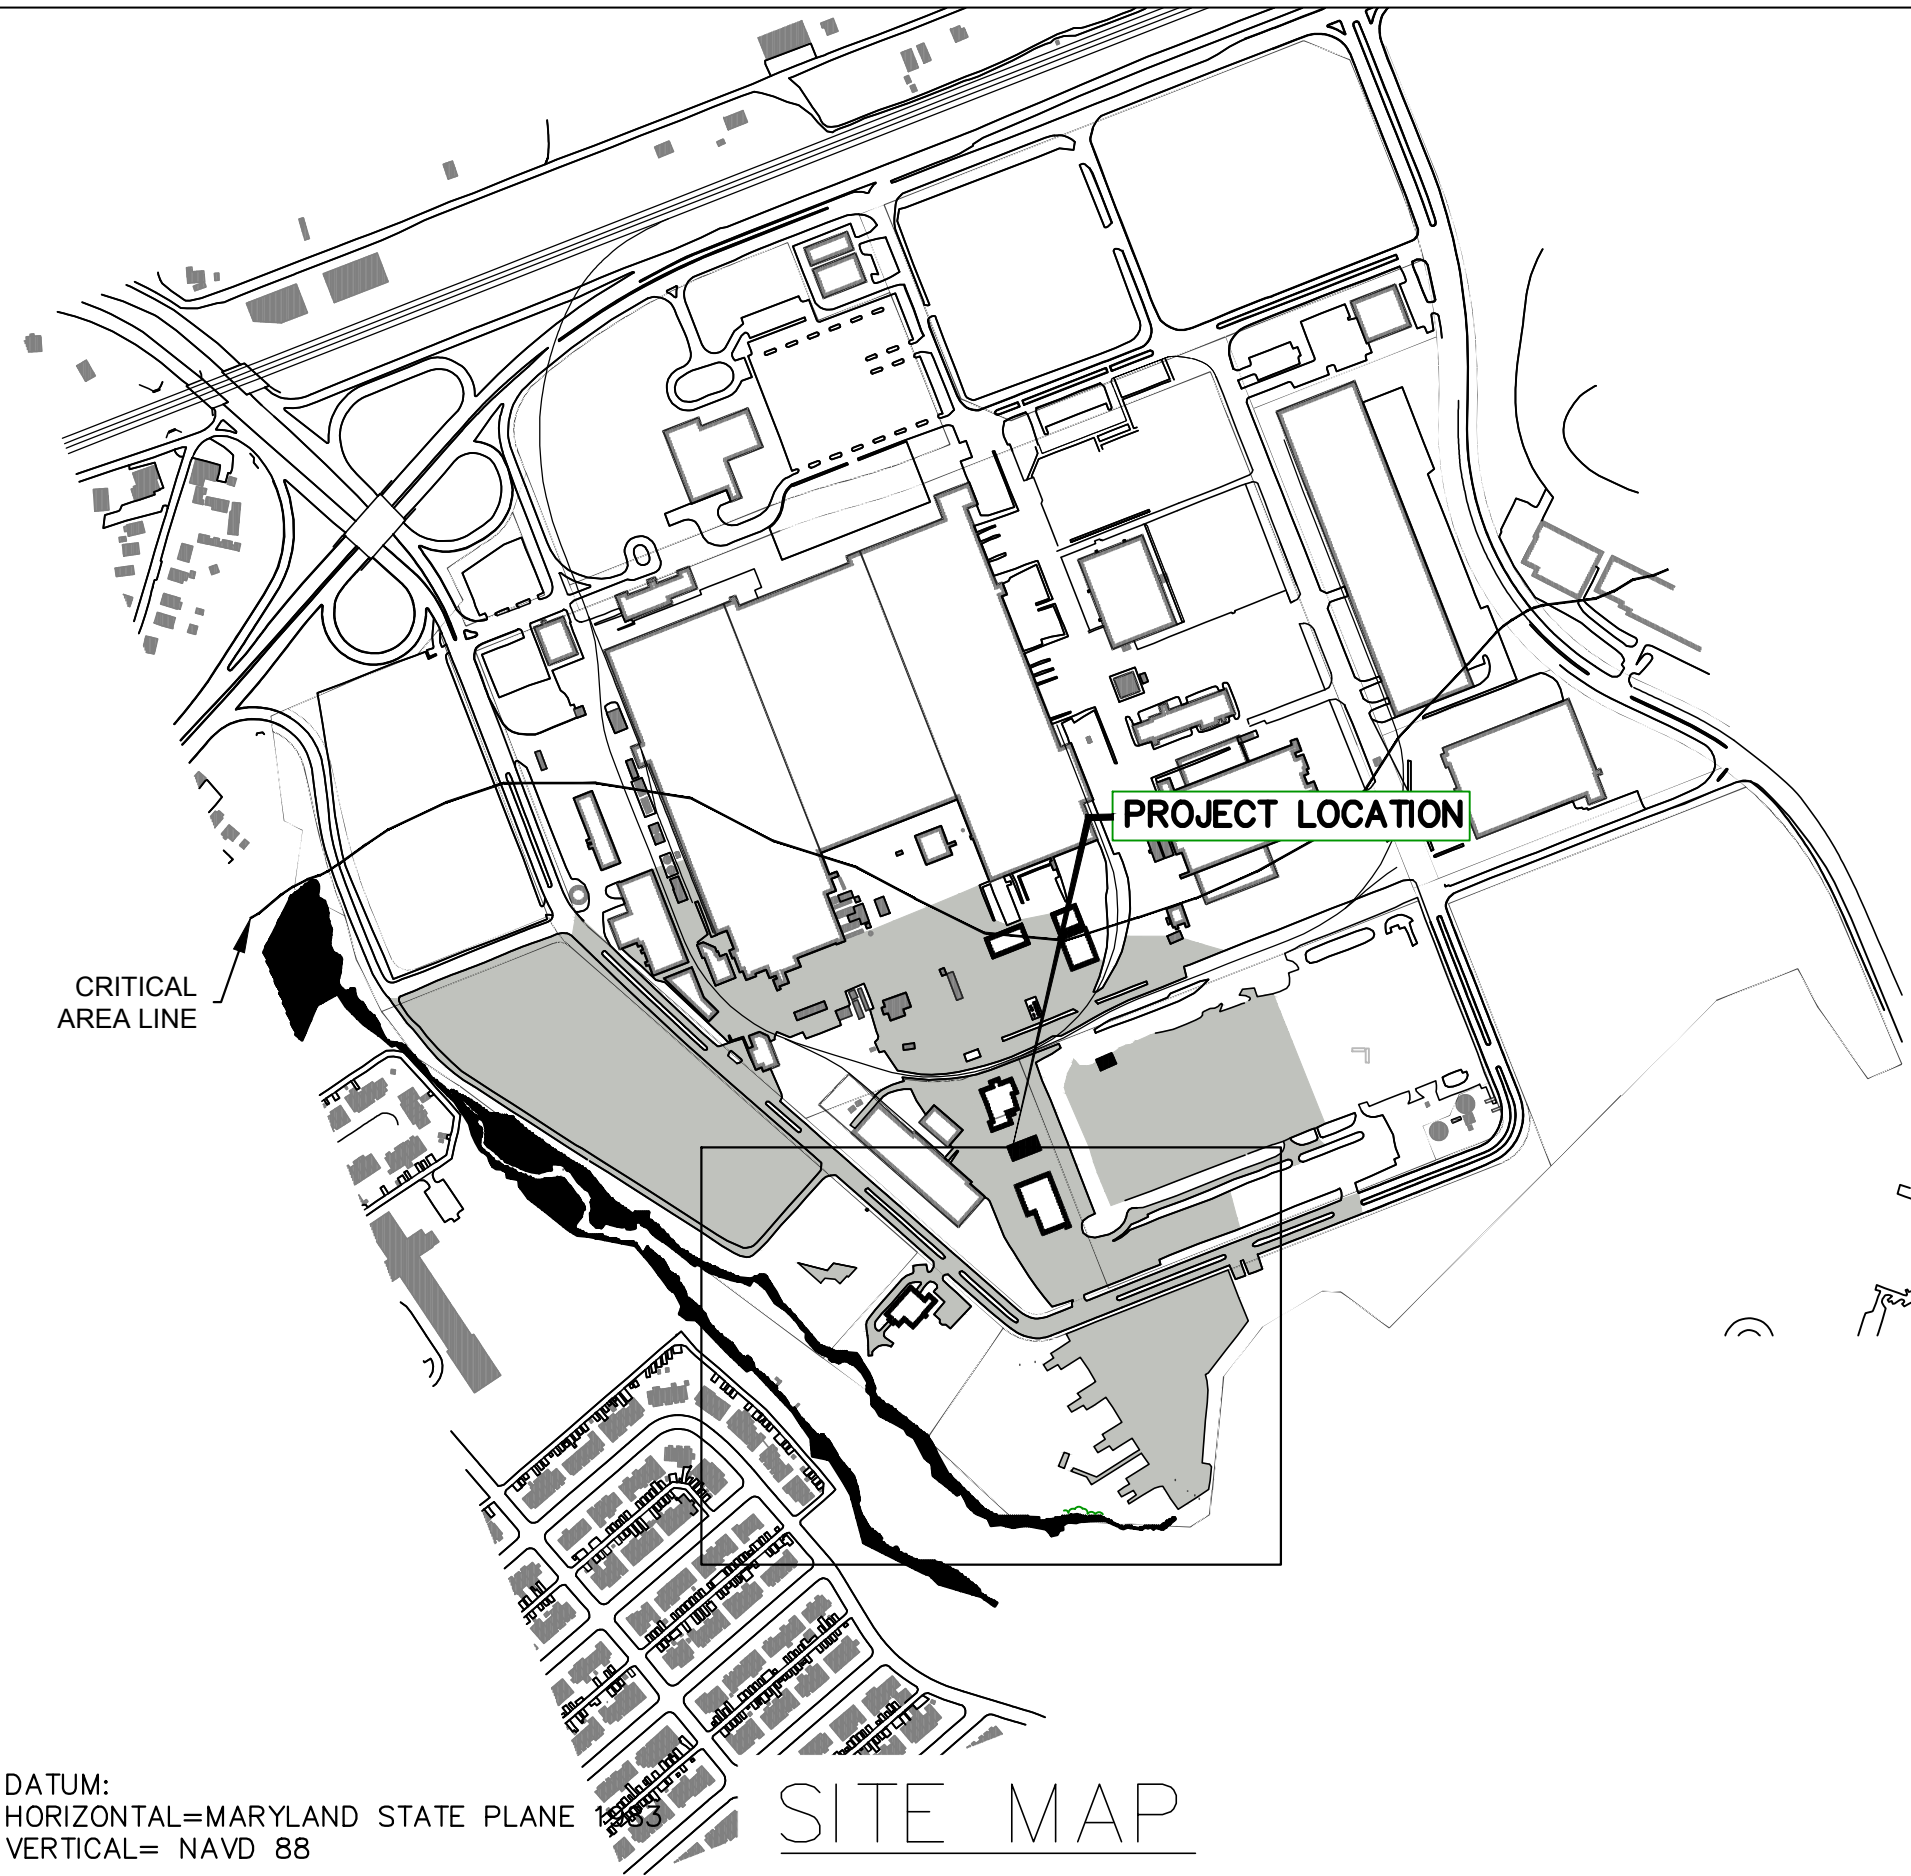 PROJECT LOCATION
CRITICAL
AREA LINE
DATUM:
HORIZONTAL=MARYLAND STATE PLANE 1983
VERTICAL= NAVD 88
SITE MAP